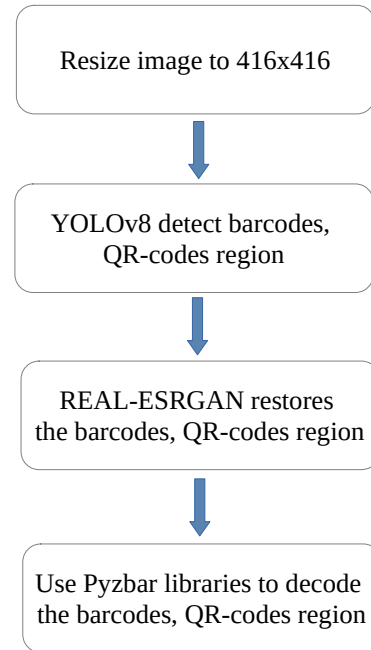 Resize image to 416x416
YOLOv8 detect barcodes,
QR-codes region
REAL-ESRGAN restores
the barcodes, QR-codes region
Use Pyzbar libraries to decode
the barcodes, QR-codes region